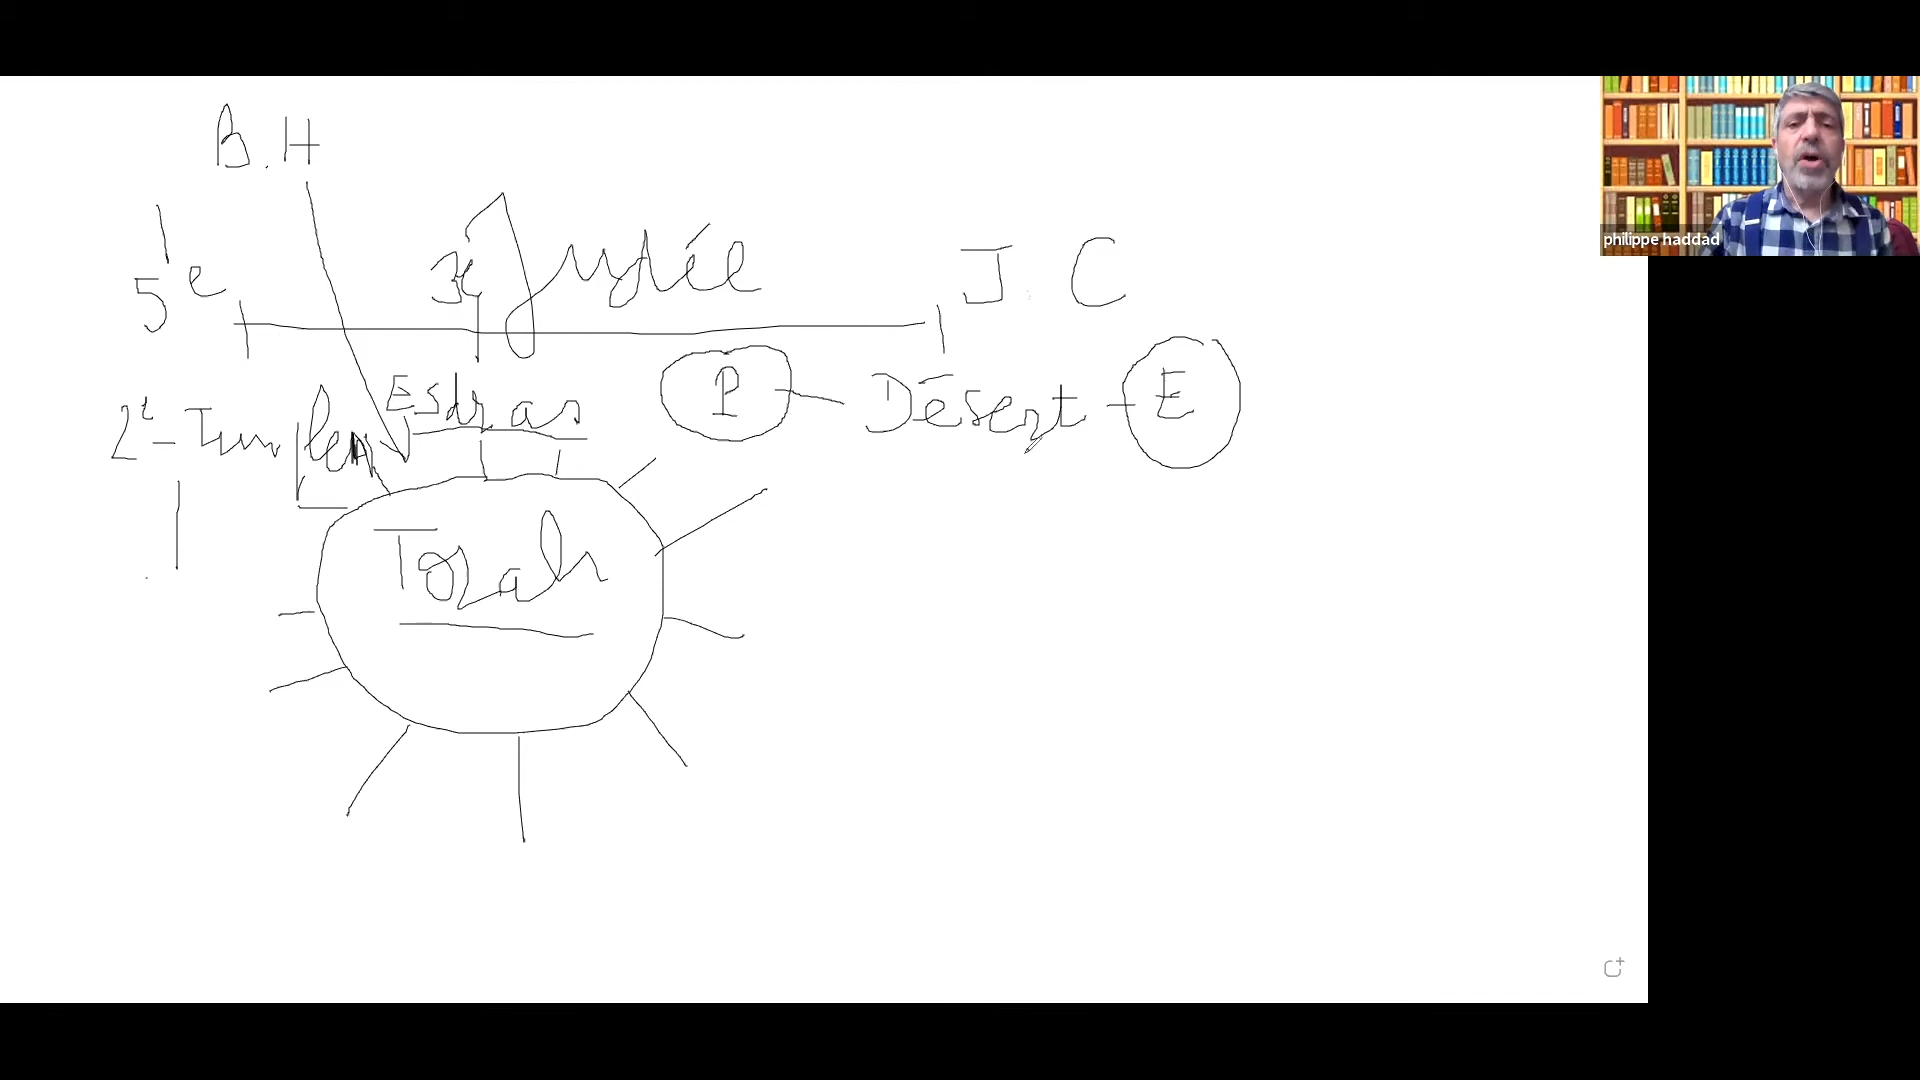 B.H
philippe haddad
5e 3e Judée J. C
P - Désert - E
2e Temple Esdras
Torah